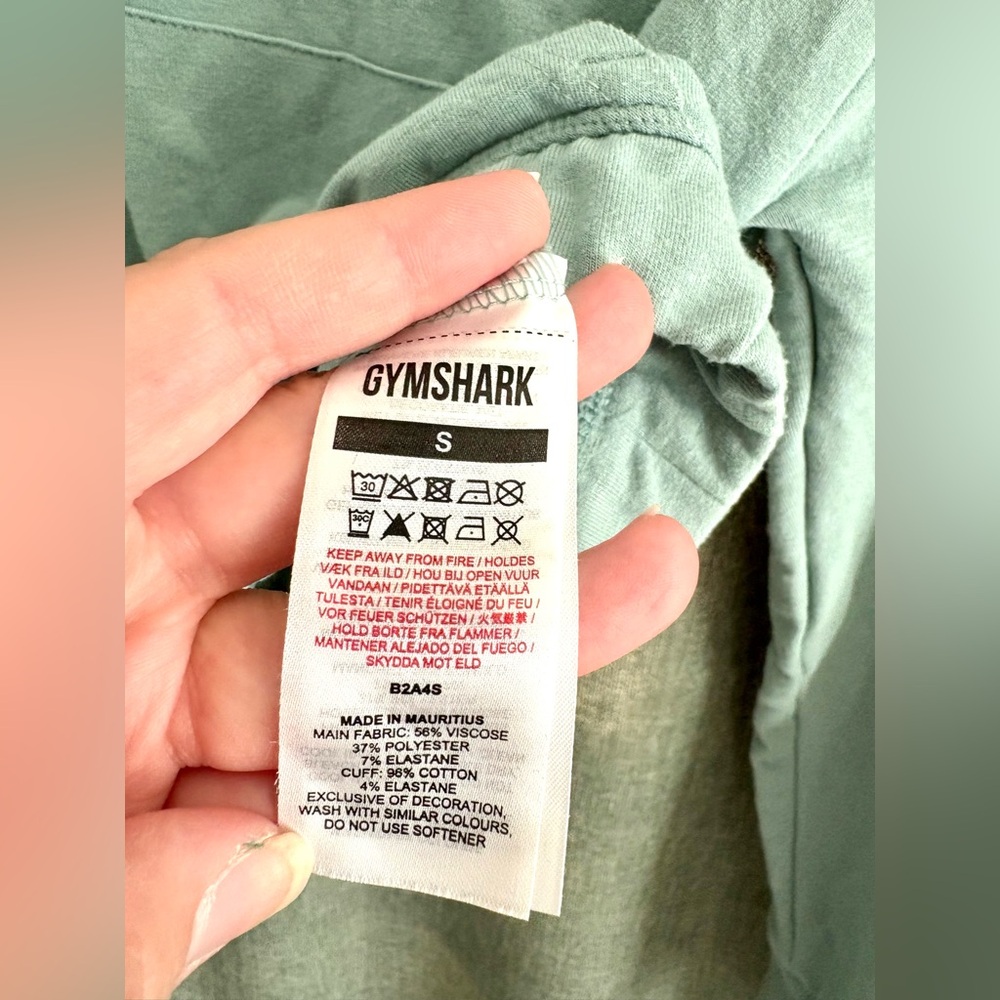 GYMSHARK
S
30
30C
KEEP AWAY FROM FIRE / HOLDES
VÆK FRA ILD / HOU BIJ OPEN VUUR
VANDAAN / PIDETTÄVÄ ETÄÄLLÄ
TULESTA / TENIR ÉLOIGNÉ DU FEU /
VOR FEUER SCHÜTZEN / 火気厳禁 /
HOLD BORTE FRA FLAMMER /
MANTENER ALEJADO DEL FUEGO /
SKYDDA MOT ELD
B2A4S
MADE IN MAURITIUS
MAIN FABRIC: 56% VISCOSE
37% POLYESTER
7% ELASTANE
CUFF: 96% COTTON
4% ELASTANE
EXCLUSIVE OF DECORATION,
WASH WITH SIMILAR COLOURS,
DO NOT USE SOFTENER